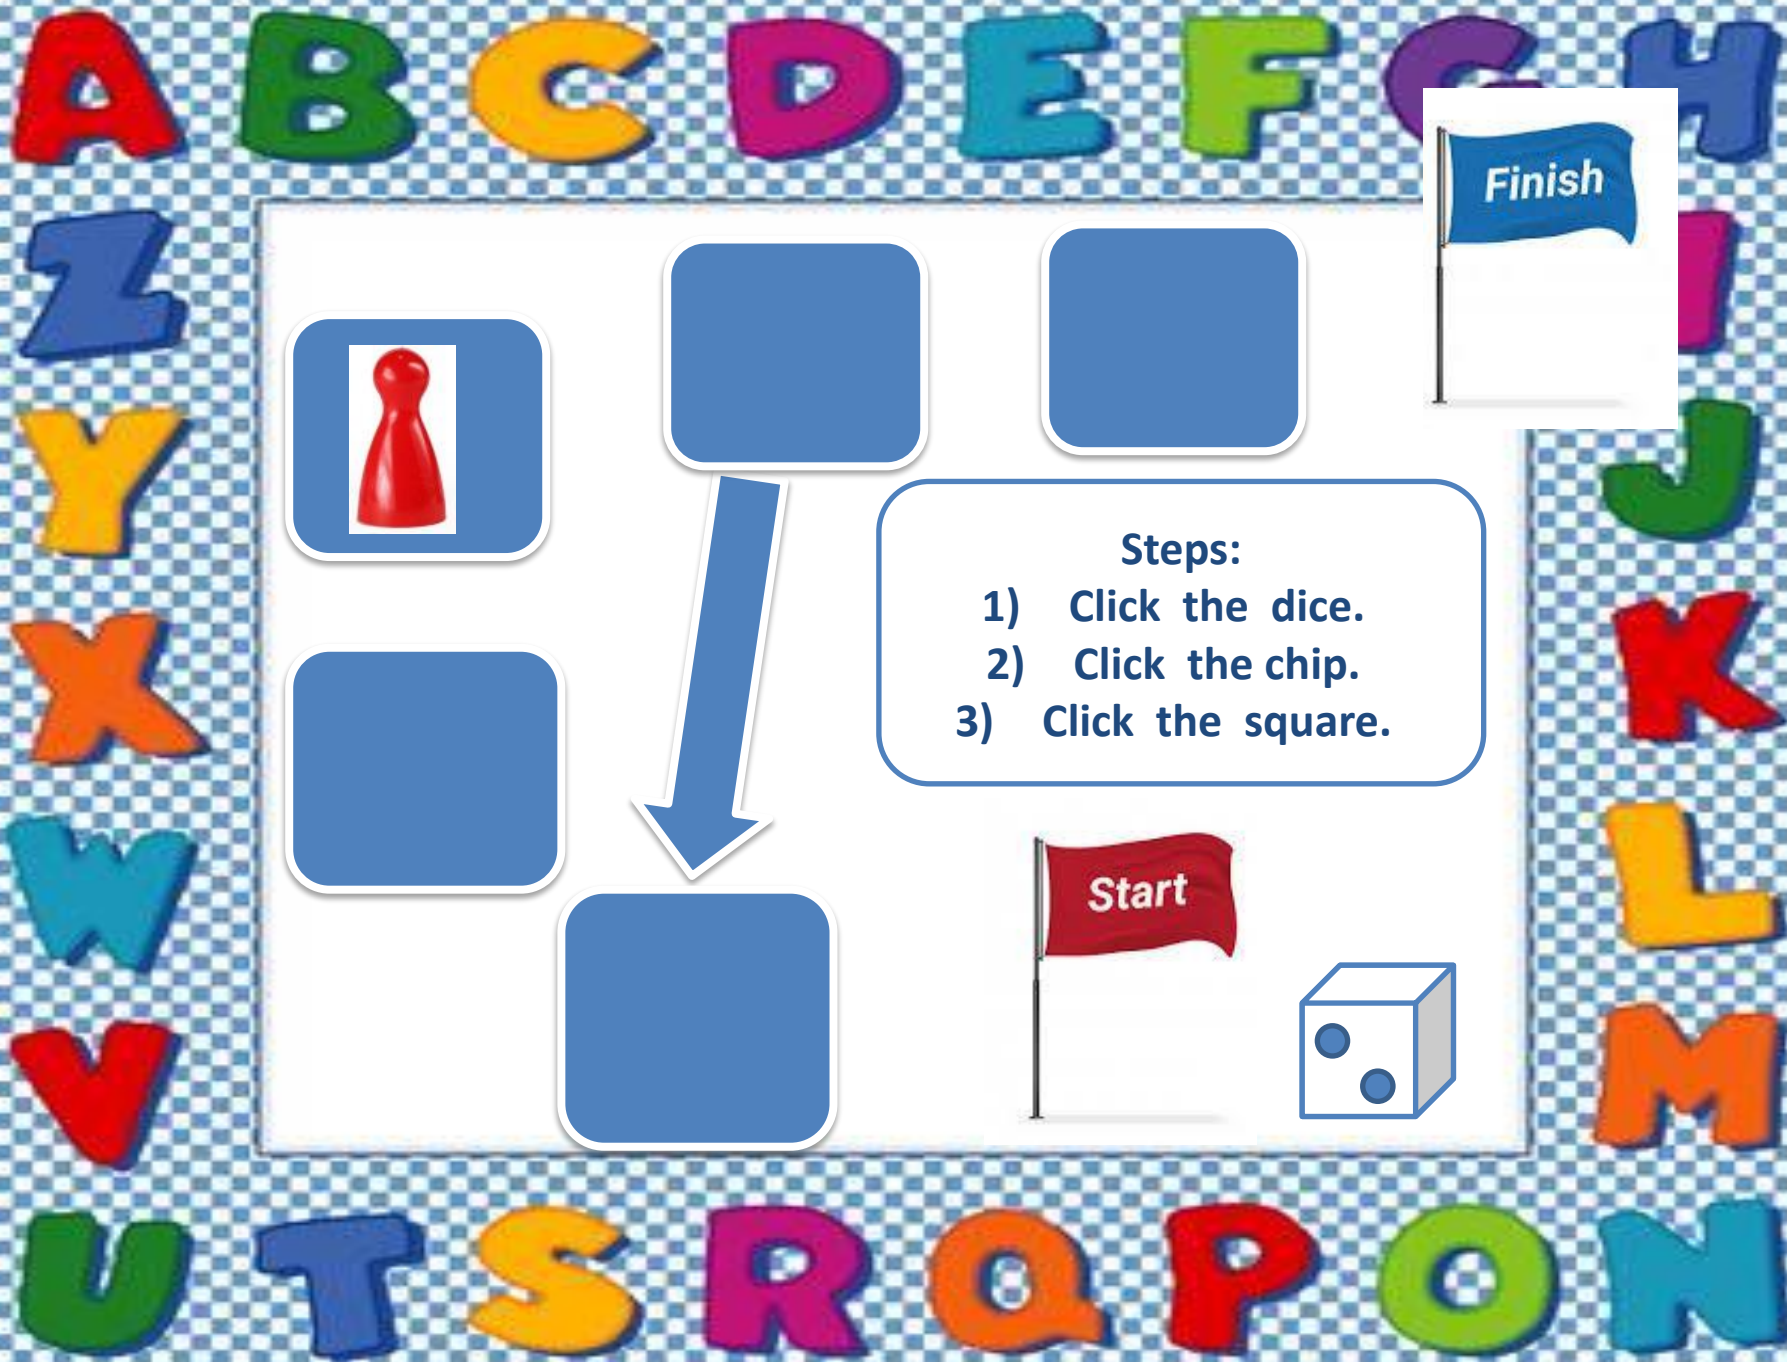 A B C D E F G H
Finish
Z I
Y J
Steps:
1) Click the dice.
X K
2) Click the chip.
3) Click the square.
W L
Start
V M
U T S R Q P O N